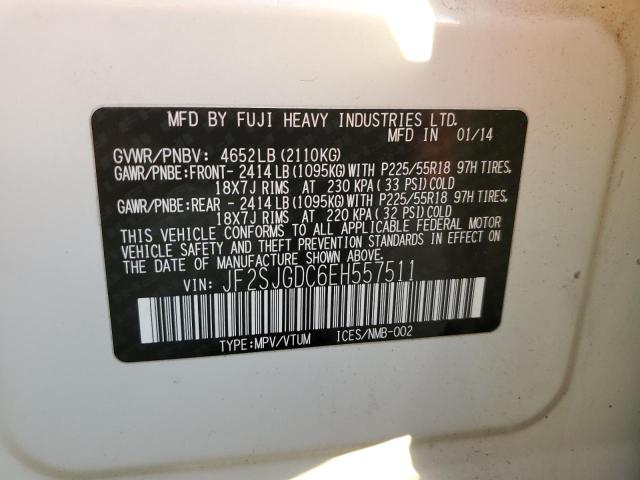 MFD BY FUJI HEAVY INDUSTRIES LTD.
MFD IN 01/14
GVWR/PNBV: 4652LB(2110KG)
GAWR/PNBE:FRONT- 2414LB(1095KG)WITH P225/55R18 97H TIRES,
18X7J RIMS AT 230 KPA(33 PSI)COLD
GAWR/PNBE:REAR - 2414LB(1095KG)WITH P225/55R18 97H TIRES,
18X7J RIMS AT 220 KPA(32 PSI)COLD
THIS VEHICLE CONFORMS TO ALL APPLICABLE FEDERAL MOTOR
VEHICLE SAFETY AND THEFT PREVENTION STANDARDS IN EFFECT ON
THE DATE OF MANUFACTURE SHOWN ABOVE.
VIN: JF2SJGDC6EH557511
TYPE:MPV/VTUM ICES/NMB-002